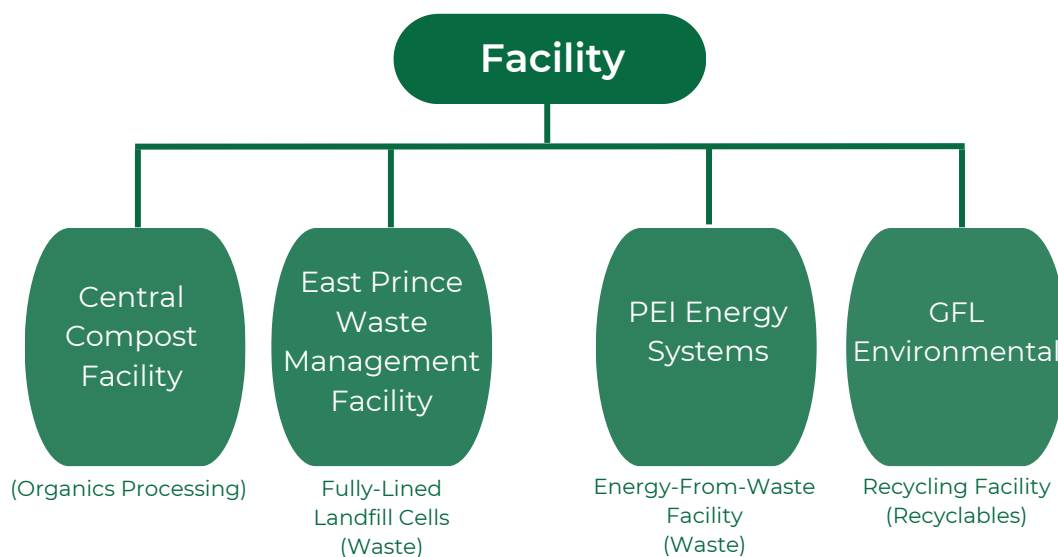 Facility
Central
Compost
Facility
(Organics Processing)
East Prince
Waste
Management
Facility
Fully-Lined
Landfill Cells
(Waste)
PEI Energy
Systems
Energy-From-Waste
Facility
(Waste)
GFL
Environmental
Recycling Facility
(Recyclables)